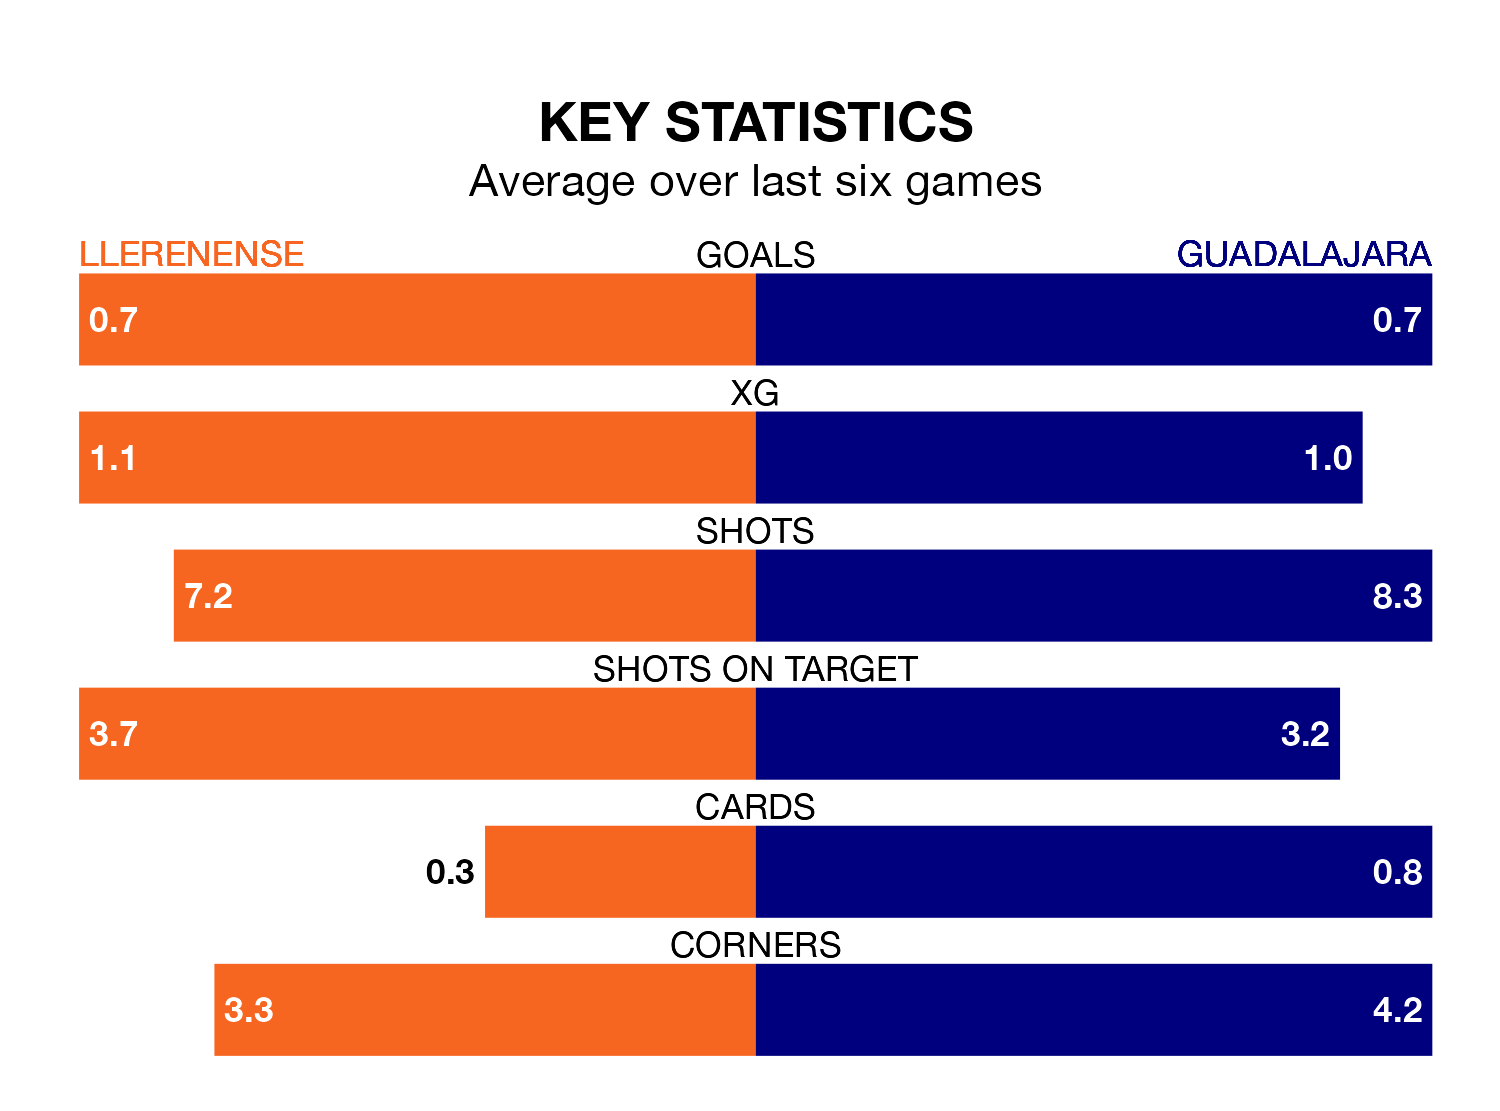 KEY STATISTICS
Average over last six games
LLERENENSE GOALS GUADALAJARA
0.7 0.7
XG
1.1 1.0
SHOTS
7.2 8.3
SHOTS ON TARGET
3.7 3.2
CARDS
0.3 0.8
CORNERS
3.3 4.2